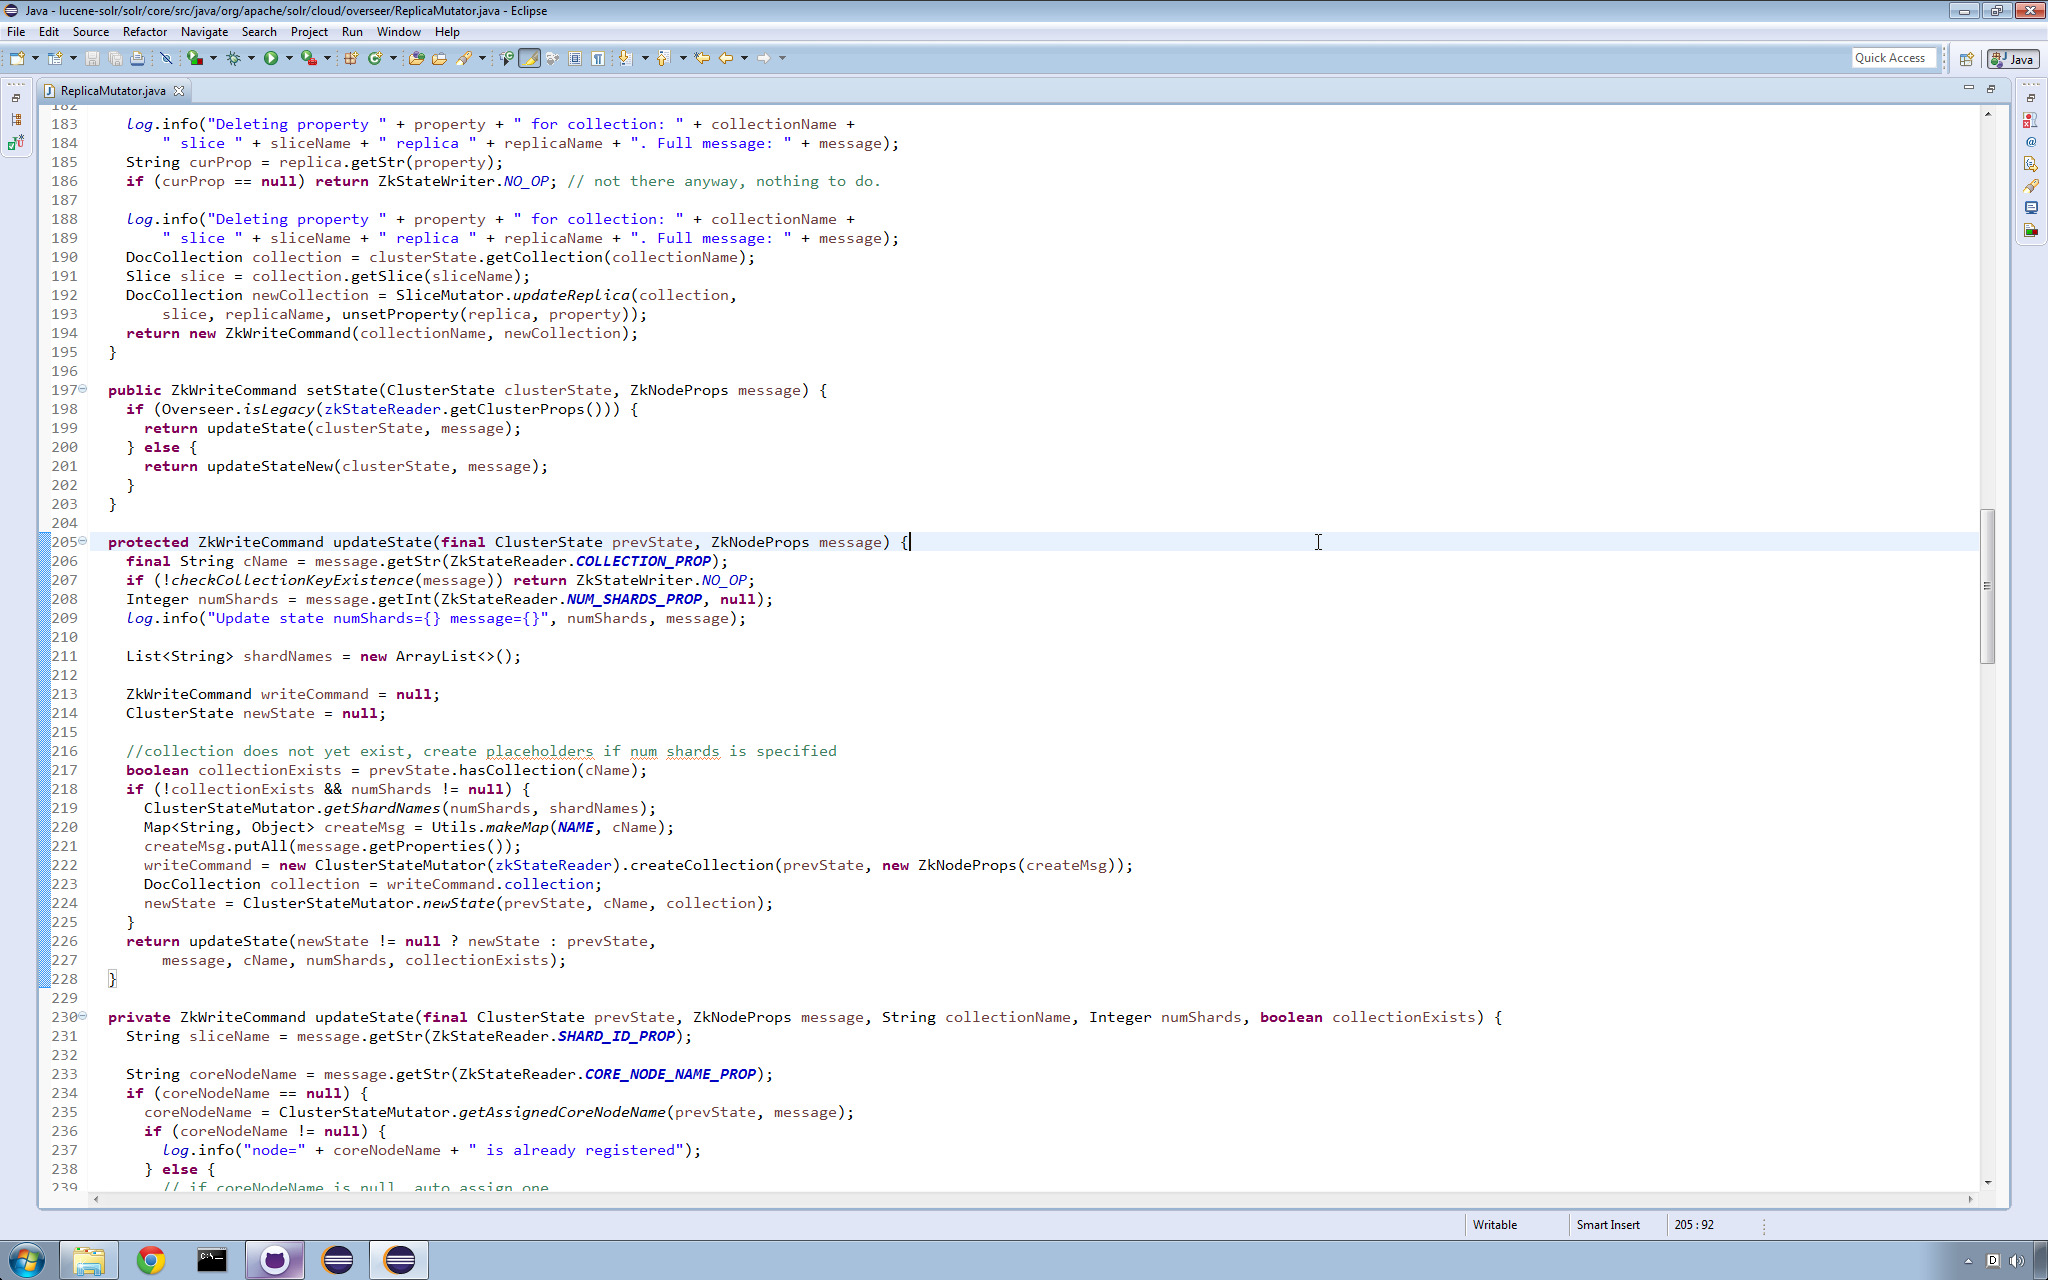 Java - lucene-solr/solr/core/src/java/org/apache/solr/cloud/overseer/ReplicaMutator.java - Eclipse
File Edit Source Refactor Navigate Search Project Run Window Help
Quick Access Java
ReplicaMutator.java
182
183 log.info("Deleting property " + property + " for collection: " + collectionName +
184 " slice " + sliceName + " replica " + replicaName + ". Full message: " + message);
185 String curProp = replica.getStr(property);
186 if (curProp == null) return ZkStateWriter.NO_OP; // not there anyway, nothing to do.
187
188 log.info("Deleting property " + property + " for collection: " + collectionName +
189 " slice " + sliceName + " replica " + replicaName + ". Full message: " + message);
190 DocCollection collection = clusterState.getCollection(collectionName);
191 Slice slice = collection.getSlice(sliceName);
192 DocCollection newCollection = SliceMutator.updateReplica(collection,
193 slice, replicaName, unsetProperty(replica, property));
194 return new ZkWriteCommand(collectionName, newCollection);
195 }
196
197 public ZkWriteCommand setState(ClusterState clusterState, ZkNodeProps message) {
198 if (Overseer.isLegacy(zkStateReader.getClusterProps())) {
199 return updateState(clusterState, message);
200 } else {
201 return updateStateNew(clusterState, message);
202 }
203 }
204
205 protected ZkWriteCommand updateState(final ClusterState prevState, ZkNodeProps message) {
206 final String cName = message.getStr(ZkStateReader.COLLECTION_PROP);
207 if (!checkCollectionKeyExistence(message)) return ZkStateWriter.NO_OP;
208 Integer numShards = message.getInt(ZkStateReader.NUM_SHARDS_PROP, null);
209 log.info("Update state numShards={} message={}", numShards, message);
210
211 List<String> shardNames = new ArrayList<>();
212
213 ZkWriteCommand writeCommand = null;
214 ClusterState newState = null;
215
216 //collection does not yet exist, create placeholders if num shards is specified
217 boolean collectionExists = prevState.hasCollection(cName);
218 if (!collectionExists && numShards != null) {
219 ClusterStateMutator.getShardNames(numShards, shardNames);
220 Map<String, Object> createMsg = Utils.makeMap(NAME, cName);
221 createMsg.putAll(message.getProperties());
222 writeCommand = new ClusterStateMutator(zkStateReader).createCollection(prevState, new ZkNodeProps(createMsg));
223 DocCollection collection = writeCommand.collection;
224 newState = ClusterStateMutator.newState(prevState, cName, collection);
225 }
226 return updateState(newState != null ? newState : prevState,
227 message, cName, numShards, collectionExists);
228 }
229
230 private ZkWriteCommand updateState(final ClusterState prevState, ZkNodeProps message, String collectionName, Integer numShards, boolean collectionExists) {
231 String sliceName = message.getStr(ZkStateReader.SHARD_ID_PROP);
232
233 String coreNodeName = message.getStr(ZkStateReader.CORE_NODE_NAME_PROP);
234 if (coreNodeName == null) {
235 coreNodeName = ClusterStateMutator.getAssignedCoreNodeName(prevState, message);
236 if (coreNodeName != null) {
237 log.info("node=" + coreNodeName + " is already registered");
238 } else {
239 // if coreNodeName is null, auto assign one
Writable Smart Insert 205 : 92